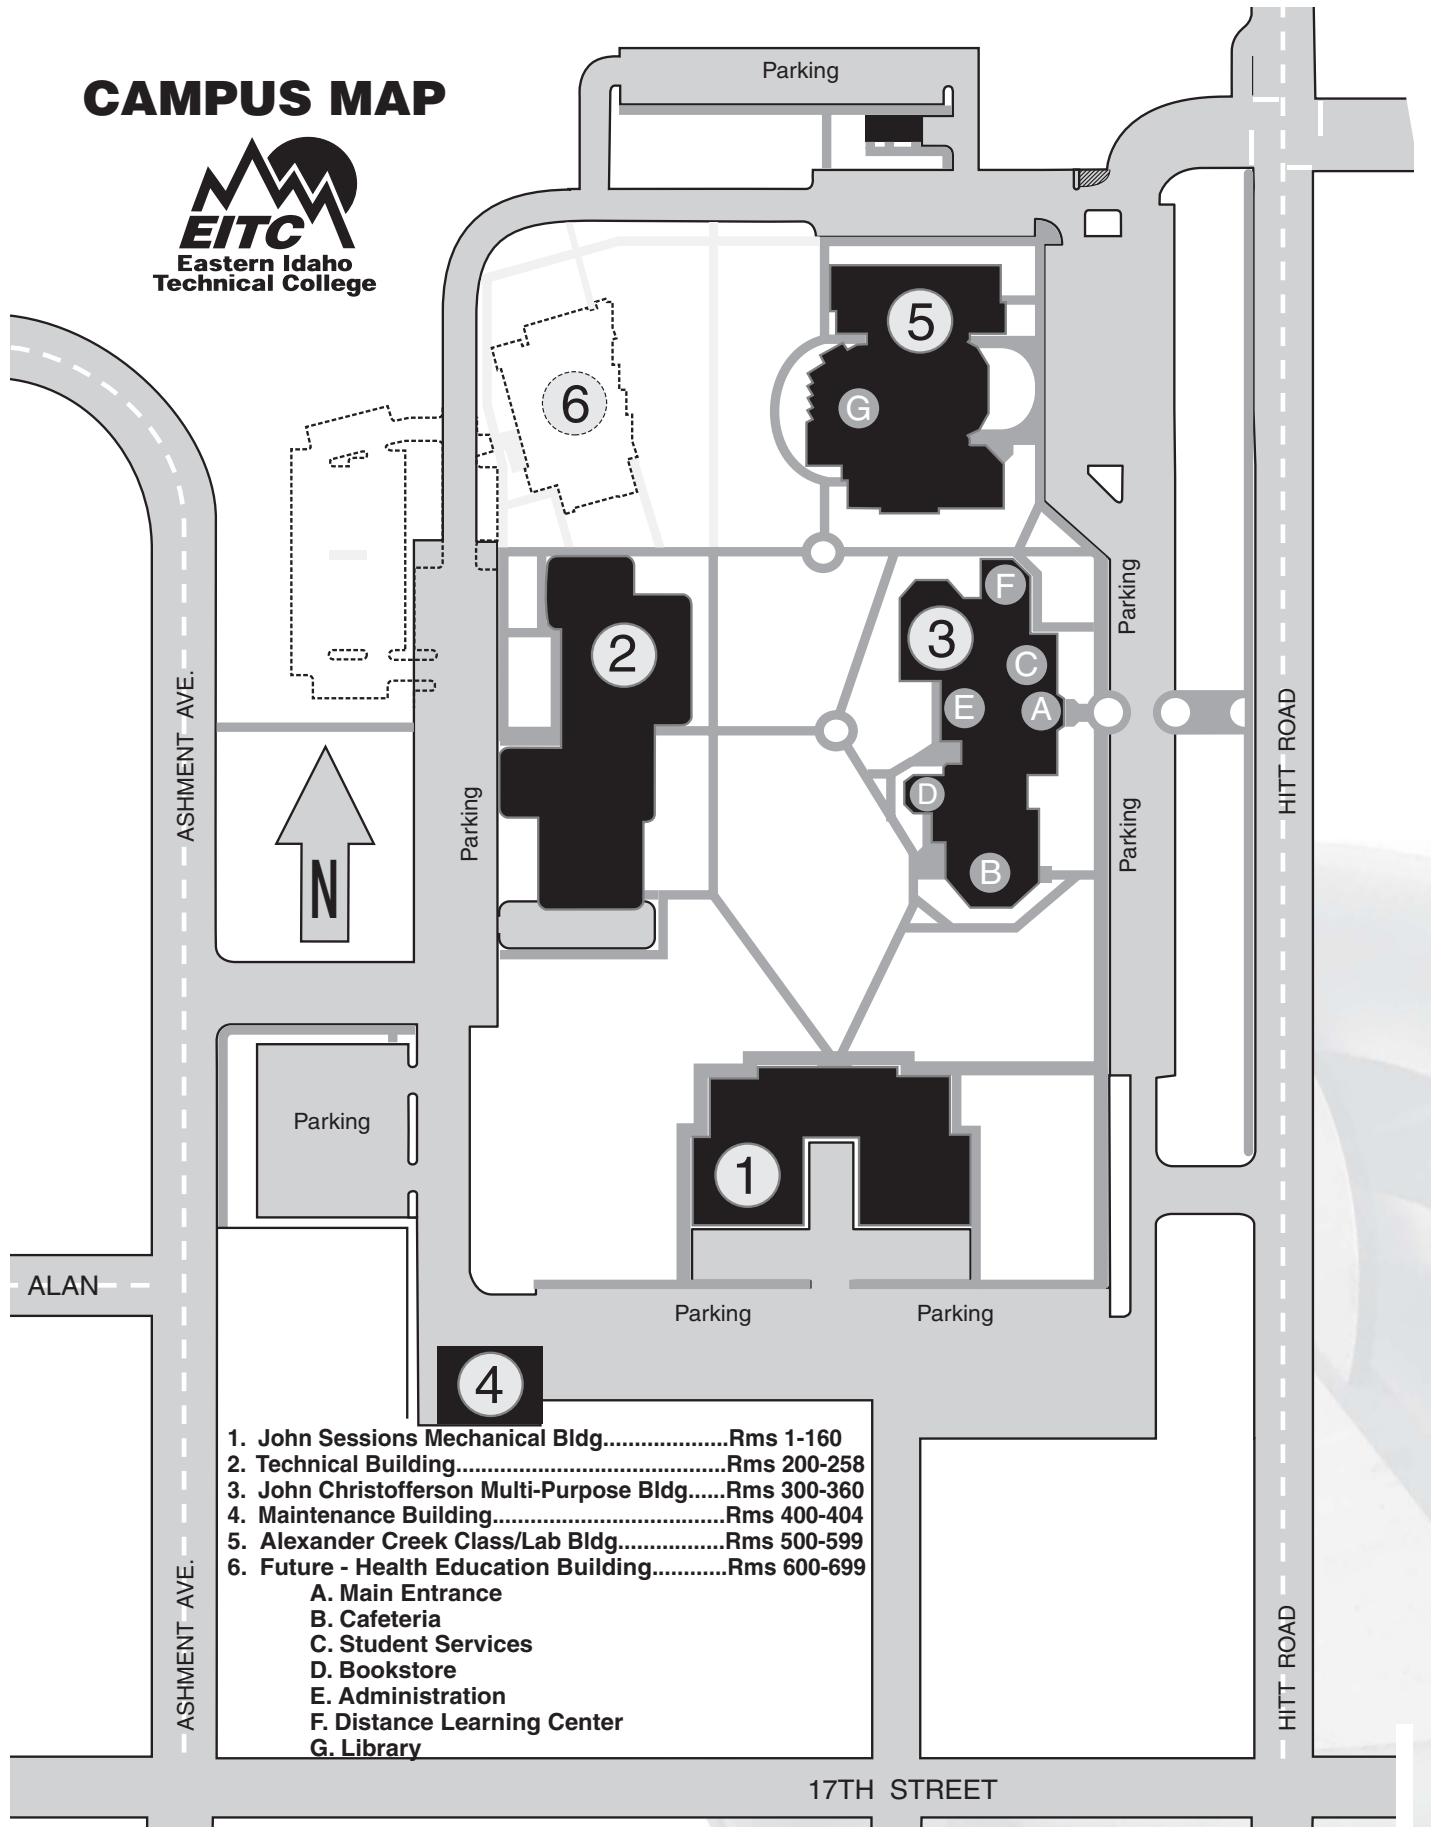 Parking
CAMPUS MAP
EITC
Eastern Idaho
Technical College
5
6
G
F
Parking
3
2
C
E
A
ASHMENT AVE.
HITT ROAD
D
Parking
Parking
B
N
Parking
1
ALAN
Parking
Parking
4
1. John Sessions Mechanical Bldg....................Rms 1-160
2. Technical Building..........................................Rms 200-258
3. John Christofferson Multi-Purpose Bldg......Rms 300-360
4. Maintenance Building....................................Rms 400-404
5. Alexander Creek Class/Lab Bldg.................Rms 500-599
6. Future - Health Education Building............Rms 600-699
A. Main Entrance
B. Cafeteria
C. Student Services
D. Bookstore
E. Administration
F. Distance Learning Center
G. Library
ASHMENT AVE.
HITT ROAD
17TH STREET